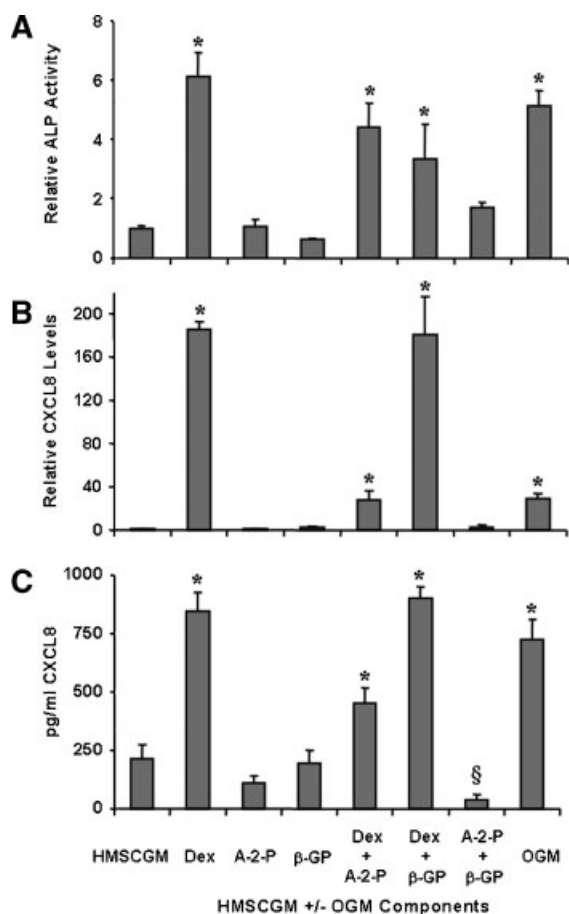 A
Relative ALP Activity
8
6
4
2
0
*
*
*
*
B
Relative CXCL8 Levels
200
160
120
80
40
0
*
*
*
*
C
pg/ml CXCL8
1000
750
500
250
0
*
*
*
§
*
HMSCGM
Dex
A-2-P
β-GP
Dex
+
A-2-P
Dex
+
β-GP
A-2-P
+
β-GP
OGM
HMSCGM +/- OGM Components